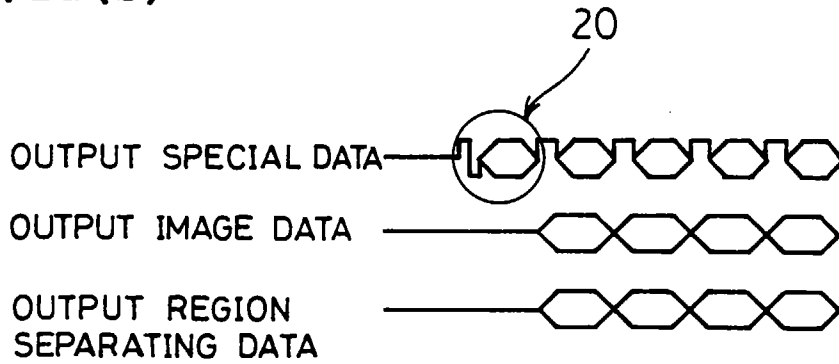 20
OUTPUT SPECIAL DATA
OUTPUT IMAGE DATA
OUTPUT REGION
SEPARATING DATA